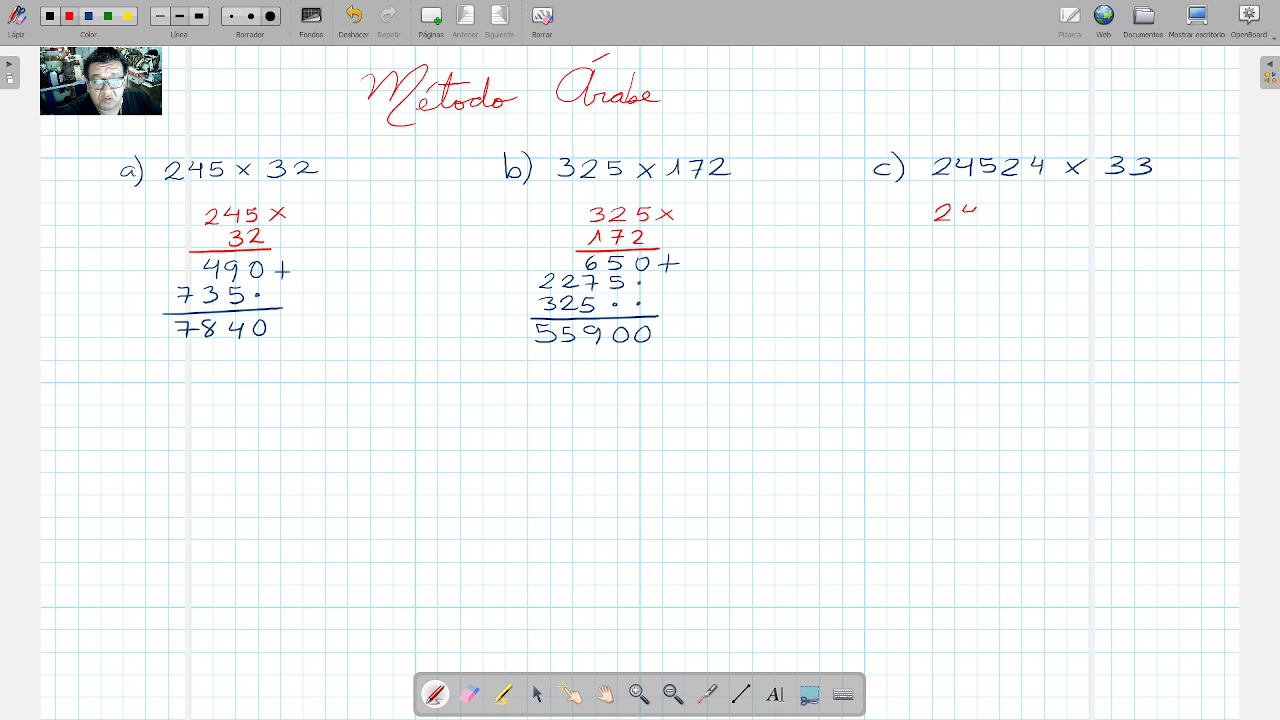 Lápiz Color Línea Borrador Fondos Deshacer Repetir Páginas Anterior Siguiente Borrar Pizarra Web Documentos Mostrar escritorio OpenBoard
Método Árabe
a) 245 x 32
245 x
32
490 +
735 .
7840
b) 325 x 172
325 x
172
650 +
2275 .
325 . .
55900
c) 24524 x 33
24